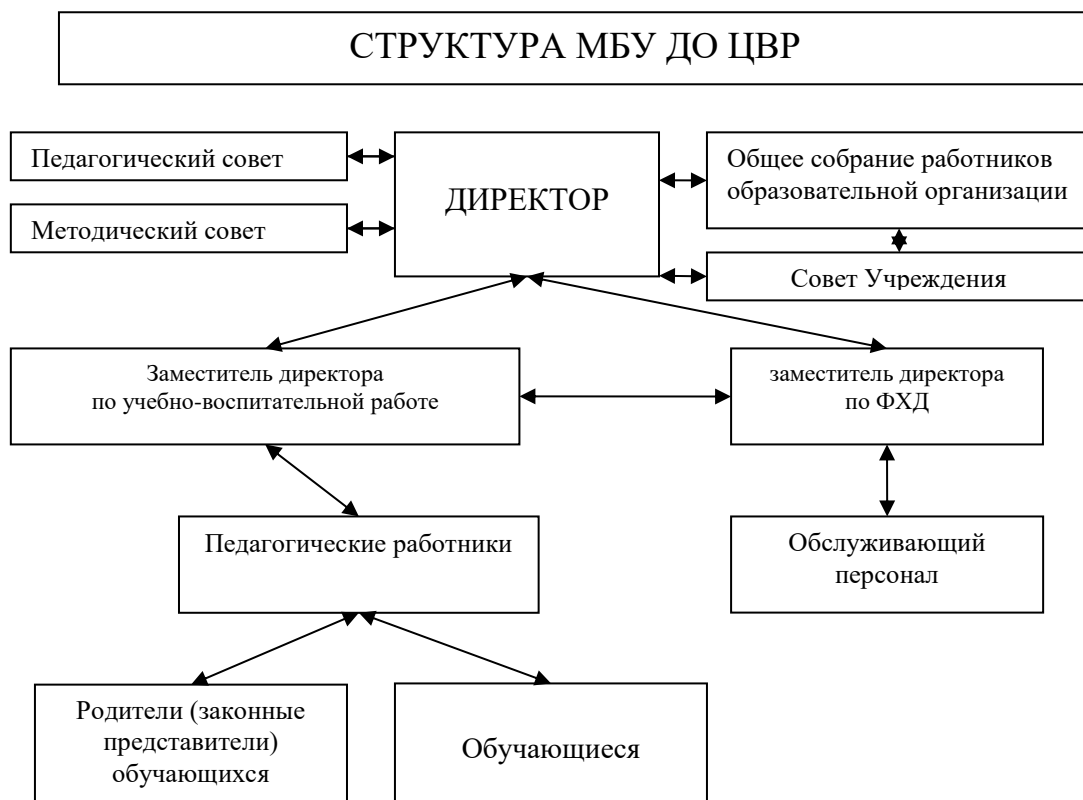 СТРУКТУРА МБУ ДО ЦВР
Педагогический совет
Методический совет
ДИРЕКТОР
Общее собрание работников
образовательной организации
Совет Учреждения
Заместитель директора
по учебно-воспитательной работе
заместитель директора
по ФХД
Педагогические работники
Обслуживающий
персонал
Родители (законные
представители)
обучающихся
Обучающиеся